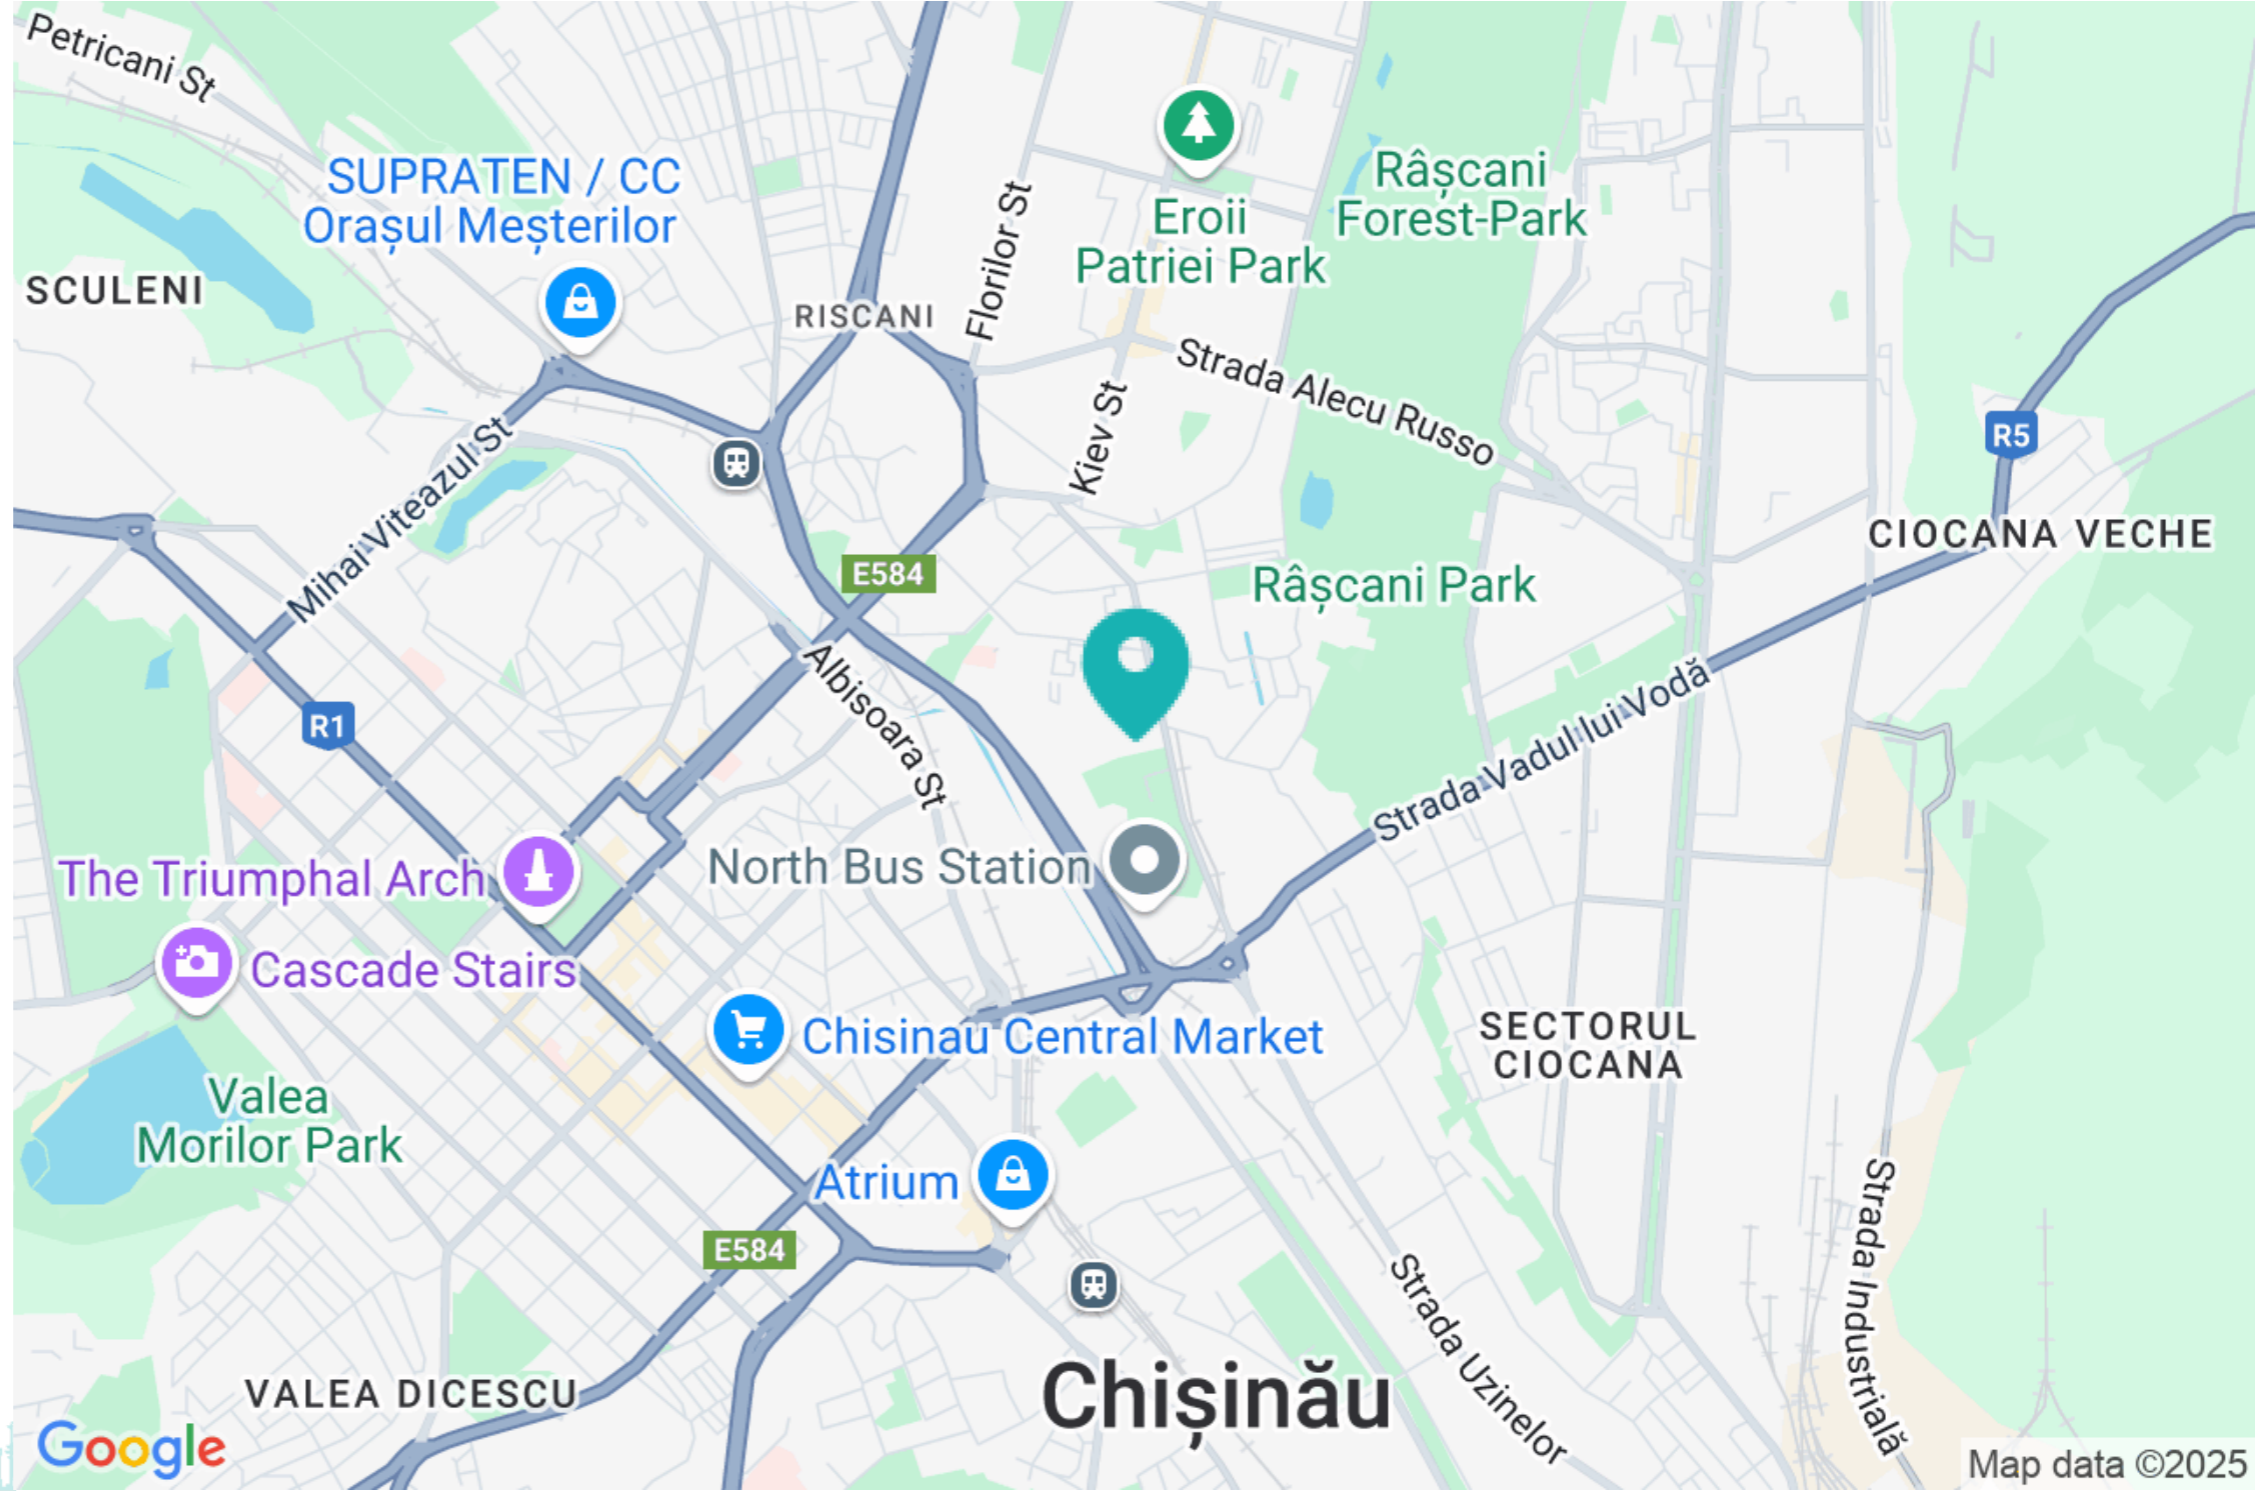 Petricani St
SUPRATEN / CC
Orașul Meșterilor
SCULENI
RISCANI
Florilor St
Eroii
Patriei Park
Râșcani
Forest-Park
Strada Alecu Russo
Kiev St
R5
CIOCANA VECHE
Mihai Viteazul St
E584
Râșcani Park
Albisoara St
R1
Strada Vadul lui Vodă
The Triumphal Arch
North Bus Station
Cascade Stairs
Chisinau Central Market
SECTORUL
CIOCANA
Valea
Morilor Park
Atrium
E584
Strada Industrială
Strada Uzinelor
VALEA DICESCU
Chișinău
Google
Map data ©2025